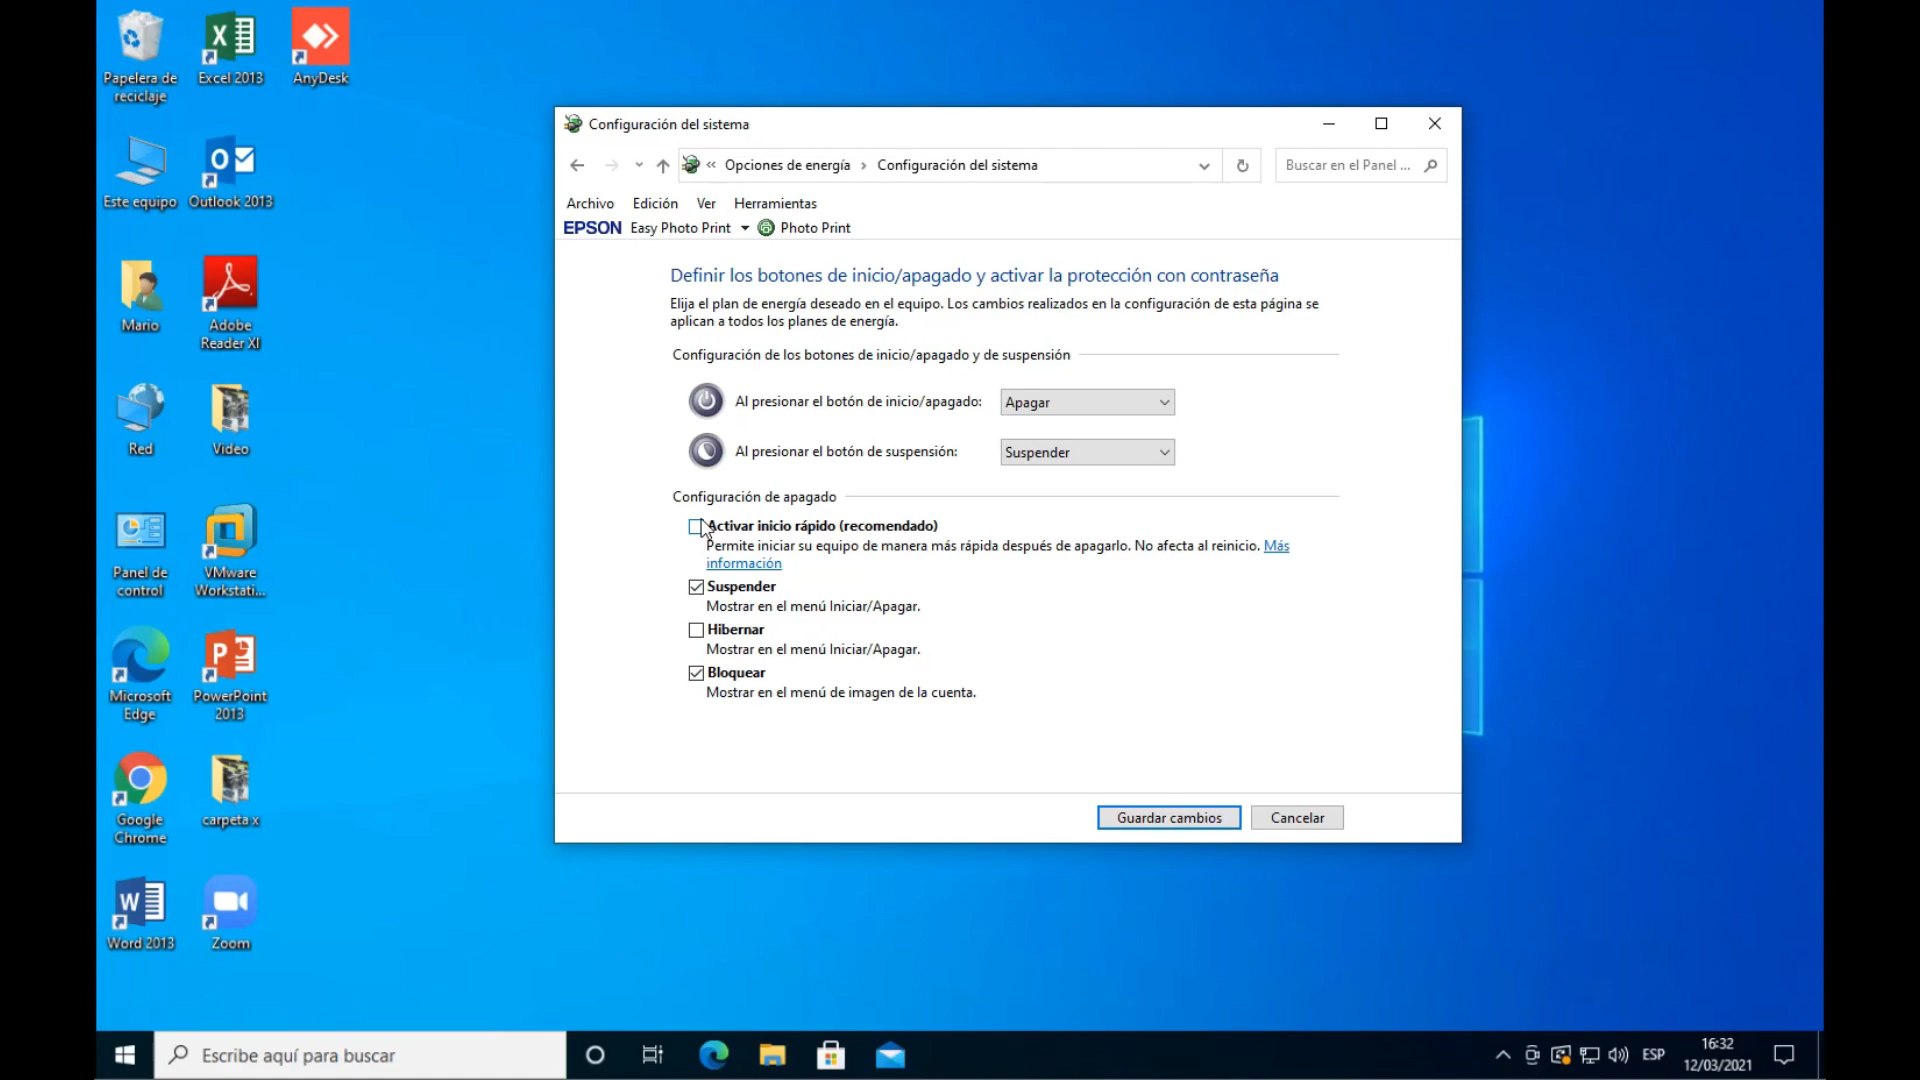 Papelera de
reciclaje
Excel 2013
AnyDesk
Este equipo
Outlook 2013
Mario
Adobe
Reader XI
Red
Video
Panel de
control
VMware
Workstati...
Microsoft
Edge
PowerPoint
2013
Google
Chrome
carpeta x
Word 2013
Zoom
Configuración del sistema
« Opciones de energía › Configuración del sistema
Buscar en el Panel ...
Archivo Edición Ver Herramientas
EPSON Easy Photo Print Photo Print
Definir los botones de inicio/apagado y activar la protección con contraseña
Elija el plan de energía deseado en el equipo. Los cambios realizados en la configuración de esta página se
aplican a todos los planes de energía.
Configuración de los botones de inicio/apagado y de suspensión
Al presionar el botón de inicio/apagado: Apagar
Al presionar el botón de suspensión: Suspender
Configuración de apagado
Activar inicio rápido (recomendado)
Permite iniciar su equipo de manera más rápida después de apagarlo. No afecta al reinicio. Más
información
Suspender
Mostrar en el menú Iniciar/Apagar.
Hibernar
Mostrar en el menú Iniciar/Apagar.
Bloquear
Mostrar en el menú de imagen de la cuenta.
Guardar cambios Cancelar
Escribe aquí para buscar
ESP
16:32
12/03/2021